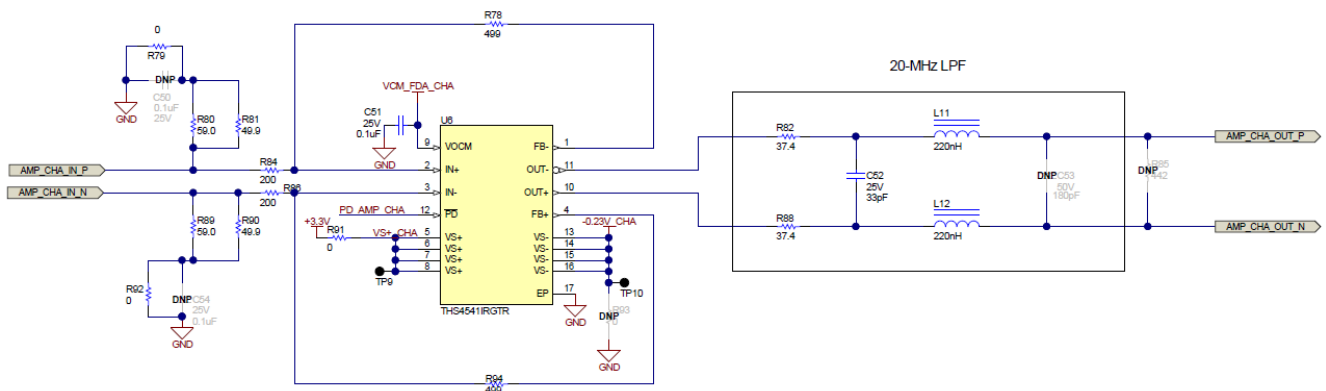 R78
499
0
R79
DNP
C50
0.1uF
25V
GND
R80
59.0
R81
49.9
VCM_FDA_CHA
C51
25V
0.1uF
GND
U6
9 VOCM
FB- 1
2 IN+
OUT- 11
3 IN-
OUT+ 10
12 PD
FB+ 4
5 VS+
VS- 13
6 VS+
VS- 14
7 VS+
VS- 15
8 VS+
VS- 16
EP 17
THS4541IRGTR
AMP_CHA_IN_P
R84
200
AMP_CHA_IN_N
R86
200
R89
59.0
R90
49.9
R92
0
DNP
C54
25V
0.1uF
GND
PD_AMP_CHA
+3.3V
R91
0
VS+_CHA
TP9
-0.23V_CHA
TP10
DNP
R93
0
GND
GND
R94
499
20-MHz LPF
R82
37.4
L11
220nH
C52
25V
33pF
R88
37.4
L12
220nH
DNP
C53
50V
180pF
DNP
R85
442
AMP_CHA_OUT_P
AMP_CHA_OUT_N